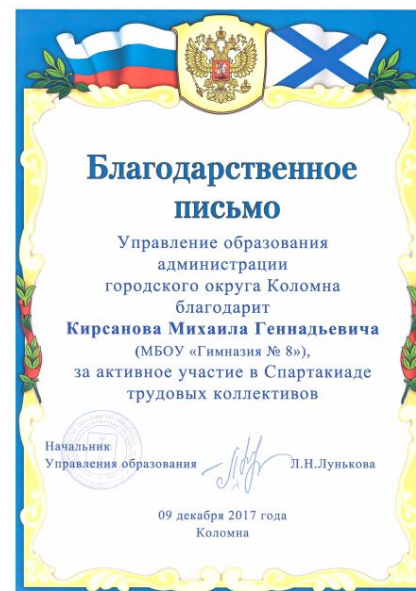 Благодарственное
письмо
Управление образования
администрации
городского округа Коломна
благодарит
Кирсанова Михаила Геннадьевича
(МБОУ «Гимназия № 8»),
за активное участие в Спартакиаде
трудовых коллективов
Начальник
Управления образования Л.Н.Лунькова
09 декабря 2017 года
Коломна